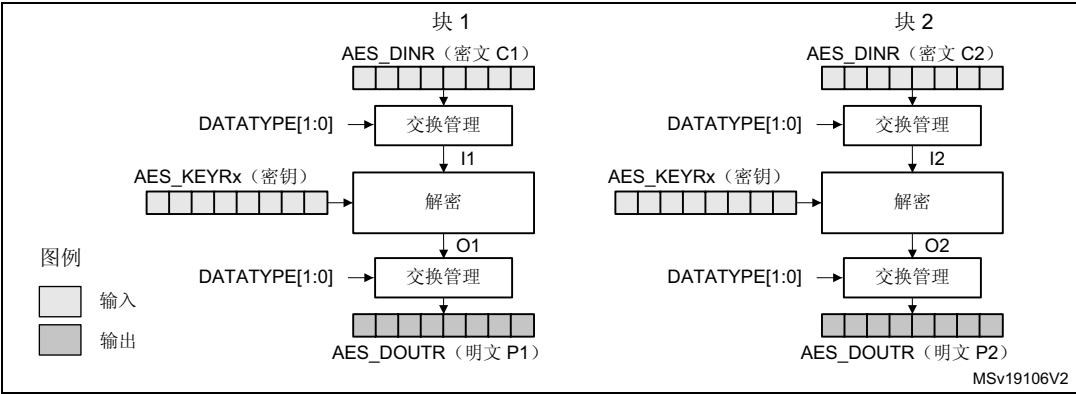 块 1
块 2
AES_DINR（密文 C1）
AES_DINR（密文 C2）
DATATYPE[1:0]
交换管理
DATATYPE[1:0]
交换管理
I1
I2
AES_KEYRx（密钥）
解密
AES_KEYRx（密钥）
解密
O1
O2
图例
DATATYPE[1:0]
交换管理
DATATYPE[1:0]
交换管理
输入
输出
AES_DOUTR（明文 P1）
AES_DOUTR（明文 P2）
MSv19106V2